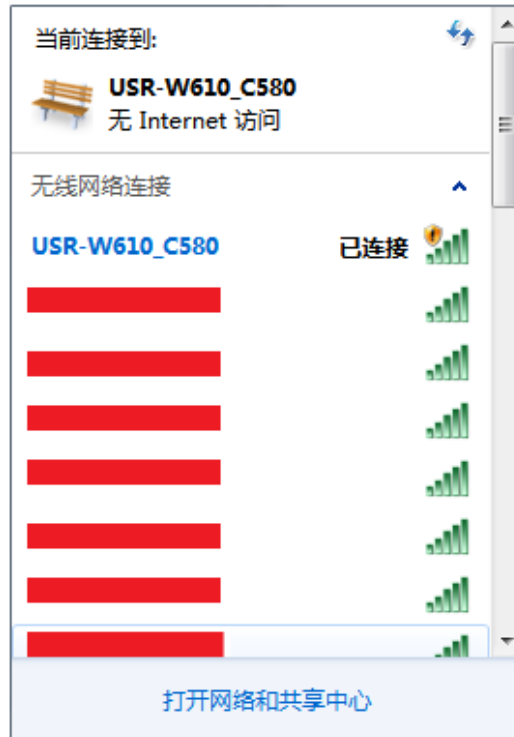 当前连接到:
USR-W610_C580
无 Internet 访问
无线网络连接
USR-W610_C580 已连接
打开网络和共享中心